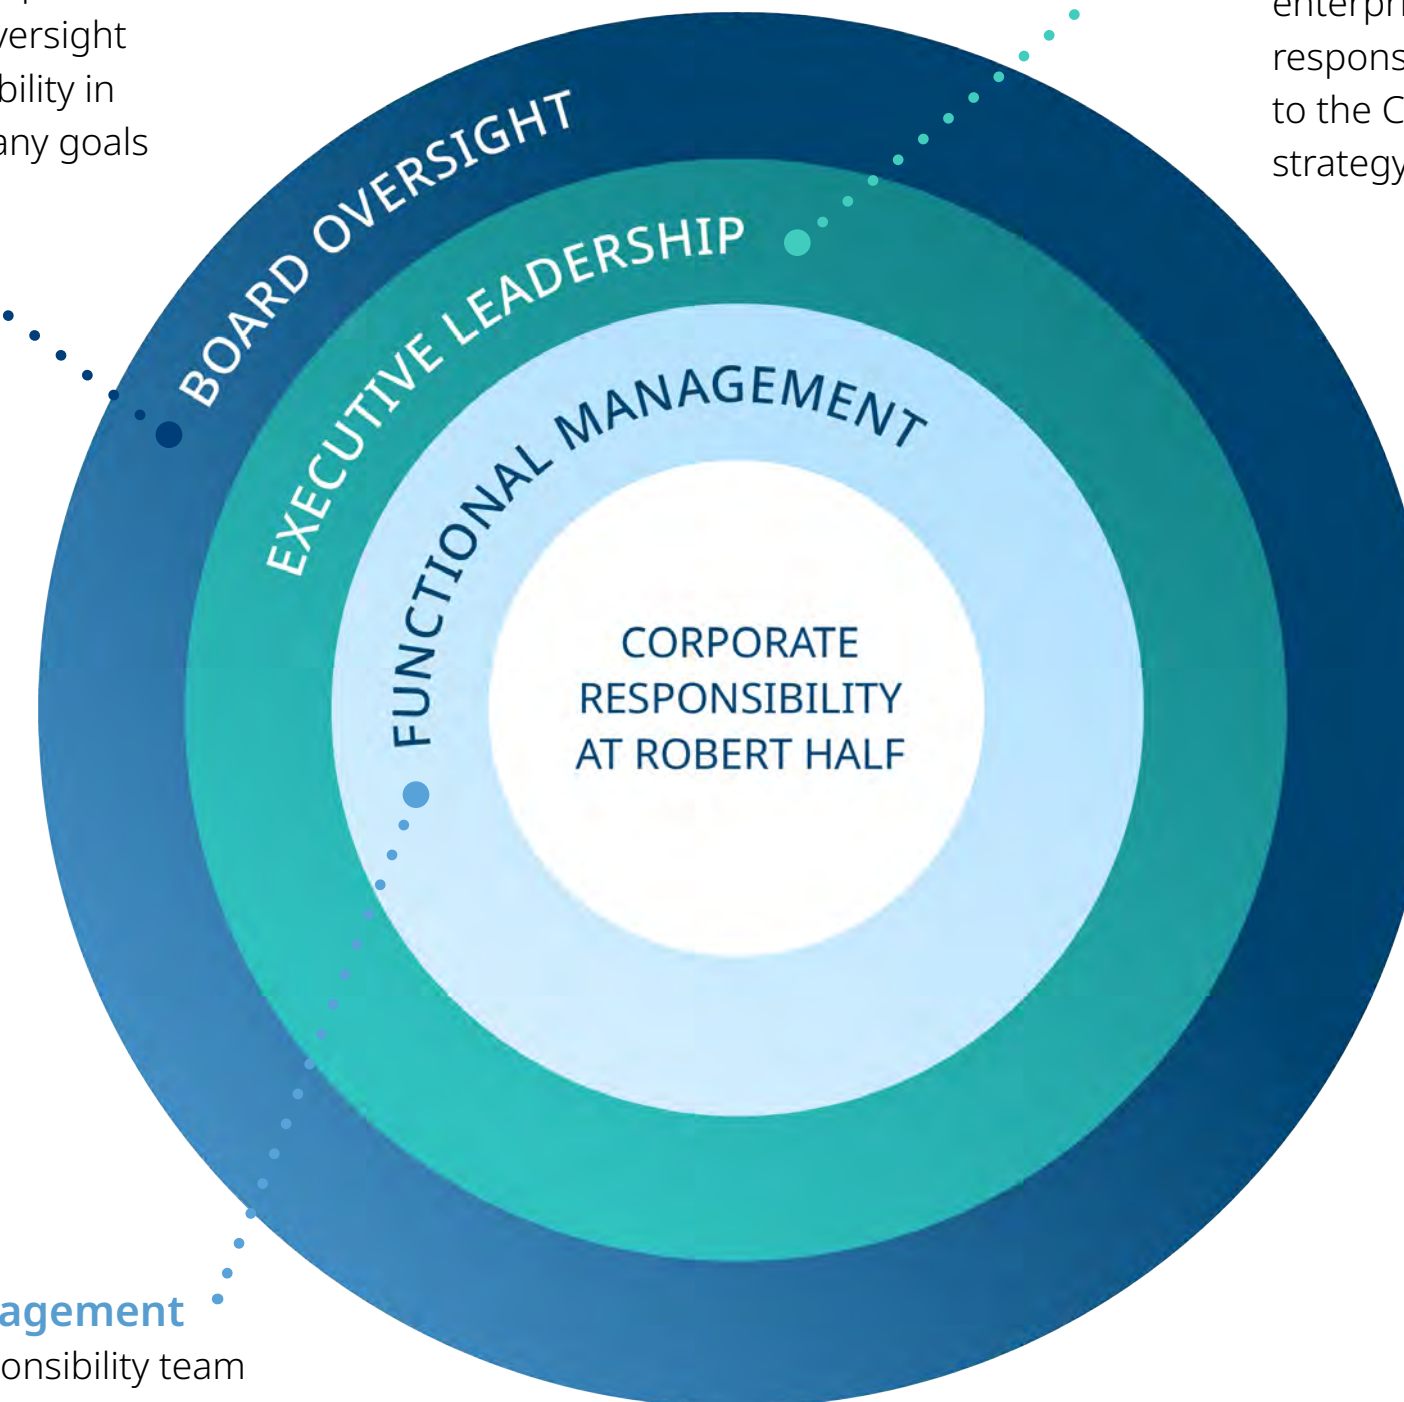 versight
bility in
any goals
enterpri
respons
to the C
strategy
BOARD OVERSIGHT
EXECUTIVE LEADERSHIP
FUNCTIONAL MANAGEMENT
CORPORATE
RESPONSIBILITY
AT ROBERT HALF
agement
onsibility team